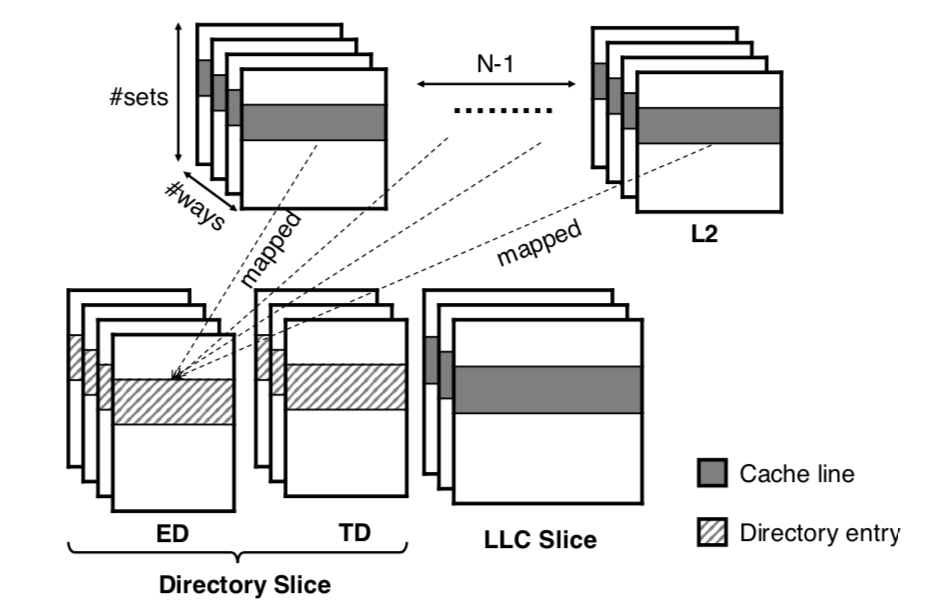 #sets
#ways
N-1
mapped
mapped
L2
ED
TD
LLC Slice
Directory Slice
Cache line
Directory entry